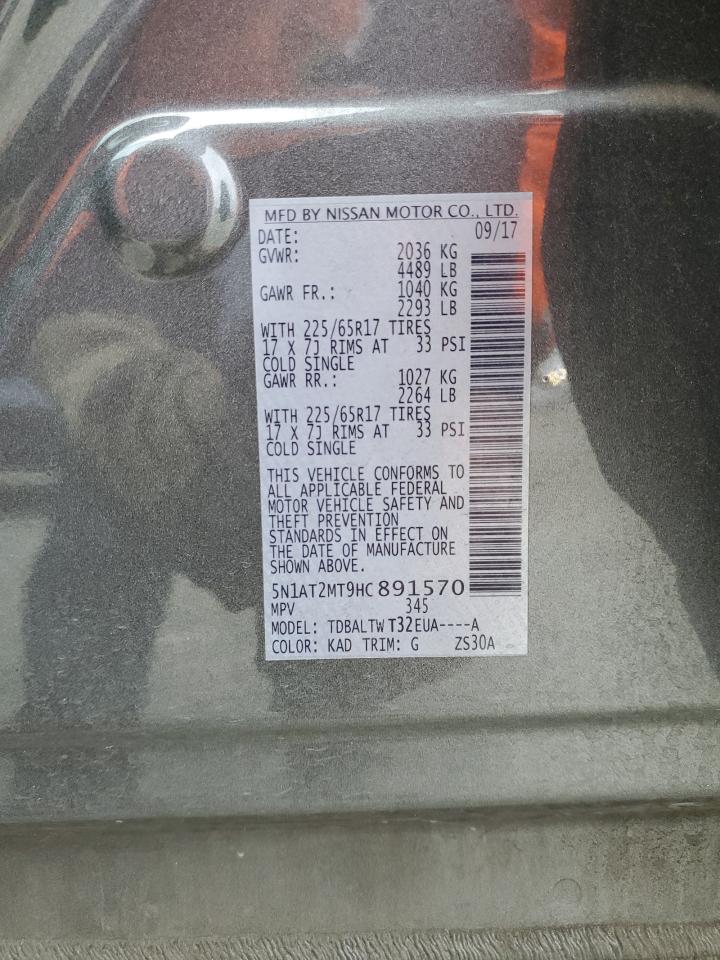 MFD BY NISSAN MOTOR CO., LTD.
DATE: 09/17
GVWR: 2036 KG
4489 LB
GAWR FR.: 1040 KG
2293 LB
WITH 225/65R17 TIRES
17 X 7J RIMS AT 33 PSI
COLD SINGLE
GAWR RR.: 1027 KG
2264 LB
WITH 225/65R17 TIRES
17 X 7J RIMS AT 33 PSI
COLD SINGLE
THIS VEHICLE CONFORMS TO
ALL APPLICABLE FEDERAL
MOTOR VEHICLE SAFETY AND
THEFT PREVENTION
STANDARDS IN EFFECT ON
THE DATE OF MANUFACTURE
SHOWN ABOVE.
5N1AT2MT9HC891570
MPV 345
MODEL: TDBALTWT32EUA----A
COLOR: KAD TRIM: G ZS30A